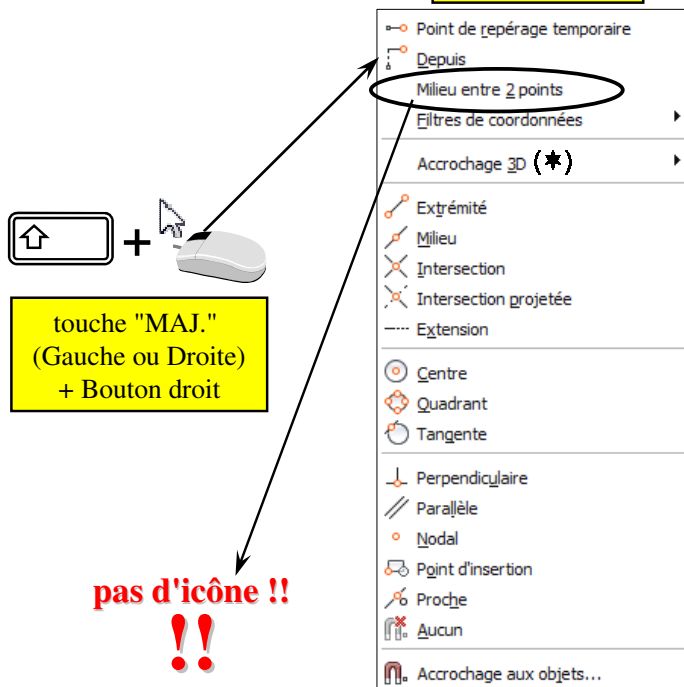 Point de repérage temporaire
Depuis
Milieu entre 2 points
Filtres de coordonnées
Accrochage 3D (*)
Extrémité
Milieu
Intersection
Intersection projetée
Extension
Centre
Quadrant
Tangente
Perpendiculaire
Parallèle
Nodal
Point d'insertion
Proche
Aucun
Accrochage aux objets...
+
touche "MAJ."
(Gauche ou Droite)
+ Bouton droit
pas d'icône !!
!!